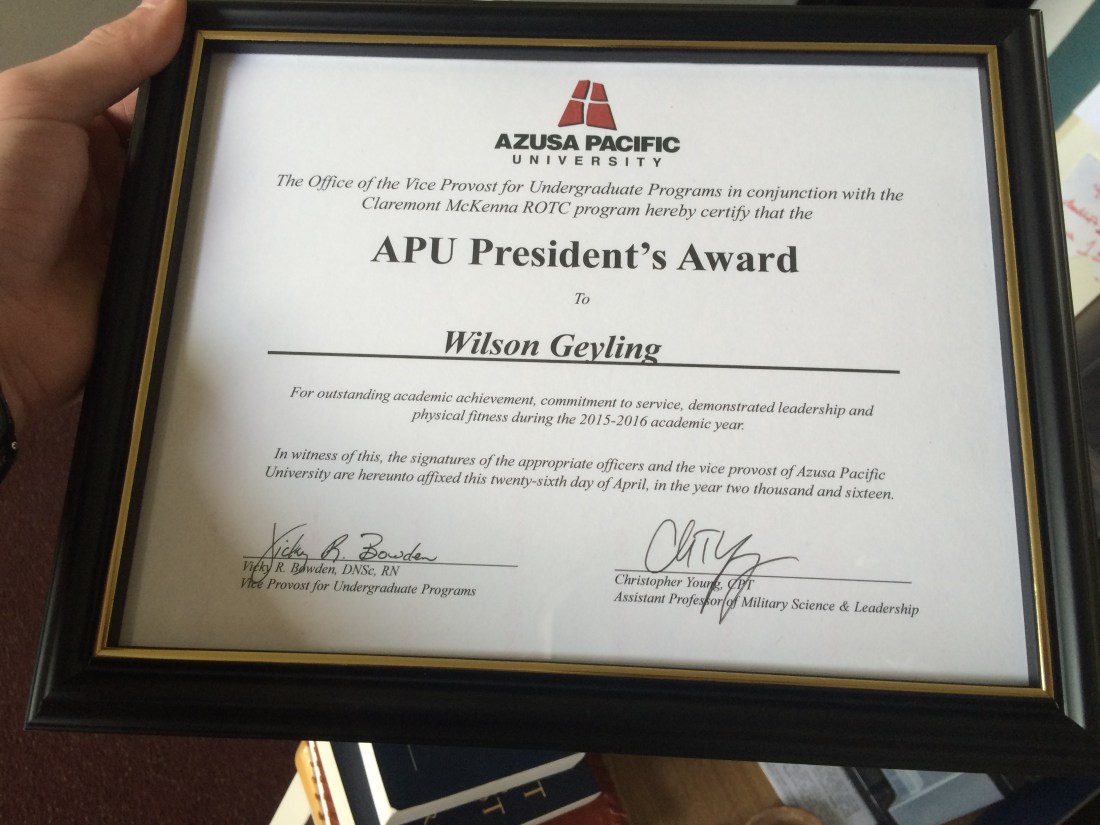 AZUSA PACIFIC
UNIVERSITY
The Office of the Vice Provost for Undergraduate Programs in conjunction with the
Claremont McKenna ROTC program hereby certify that the
APU President's Award
To
Wilson Geyling
For outstanding academic achievement, commitment to service, demonstrated leadership and
physical fitness during the 2015-2016 academic year.
In witness of this, the signatures of the appropriate officers and the vice provost of Azusa Pacific
University are hereunto affixed this twenty-sixth day of April, in the year two thousand and sixteen.
Vicky R. Bowden
Vicky R. Bowden, DNSc, RN
Vice Provost for Undergraduate Programs
Christopher Young, CPT
Assistant Professor of Military Science & Leadership